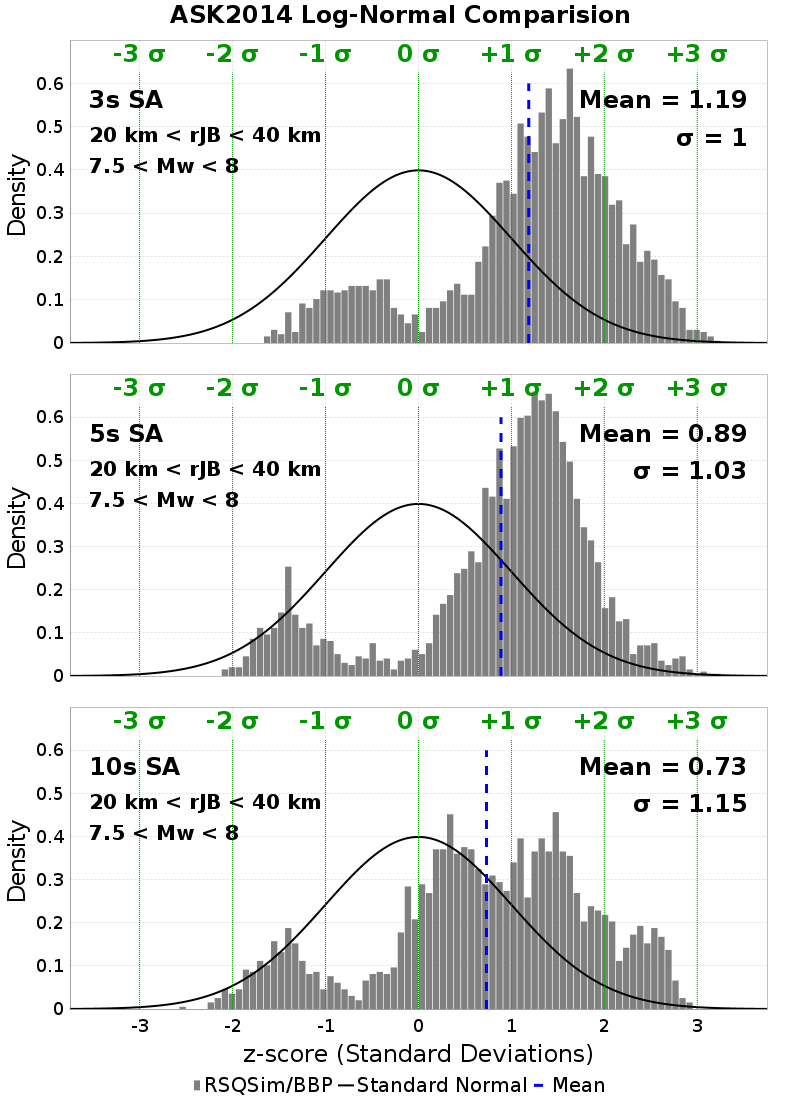 ASK2014 Log-Normal Comparision
-3 σ -2 σ -1 σ 0 σ +1 σ +2 σ +3 σ
3s SA
Mean = 1.19
20 km < rJB < 40 km
σ = 1
7.5 < Mw < 8
Density
0.6
0.5
0.4
0.3
0.2
0.1
0
-3 σ -2 σ -1 σ 0 σ +1 σ +2 σ +3 σ
5s SA
Mean = 0.89
20 km < rJB < 40 km
σ = 1.03
7.5 < Mw < 8
Density
0.6
0.5
0.4
0.3
0.2
0.1
0
-3 σ -2 σ -1 σ 0 σ +1 σ +2 σ +3 σ
10s SA
Mean = 0.73
20 km < rJB < 40 km
σ = 1.15
7.5 < Mw < 8
Density
0.6
0.5
0.4
0.3
0.2
0.1
0
-3 -2 -1 0 1 2 3
z-score (Standard Deviations)
RSQSim/BBP Standard Normal Mean